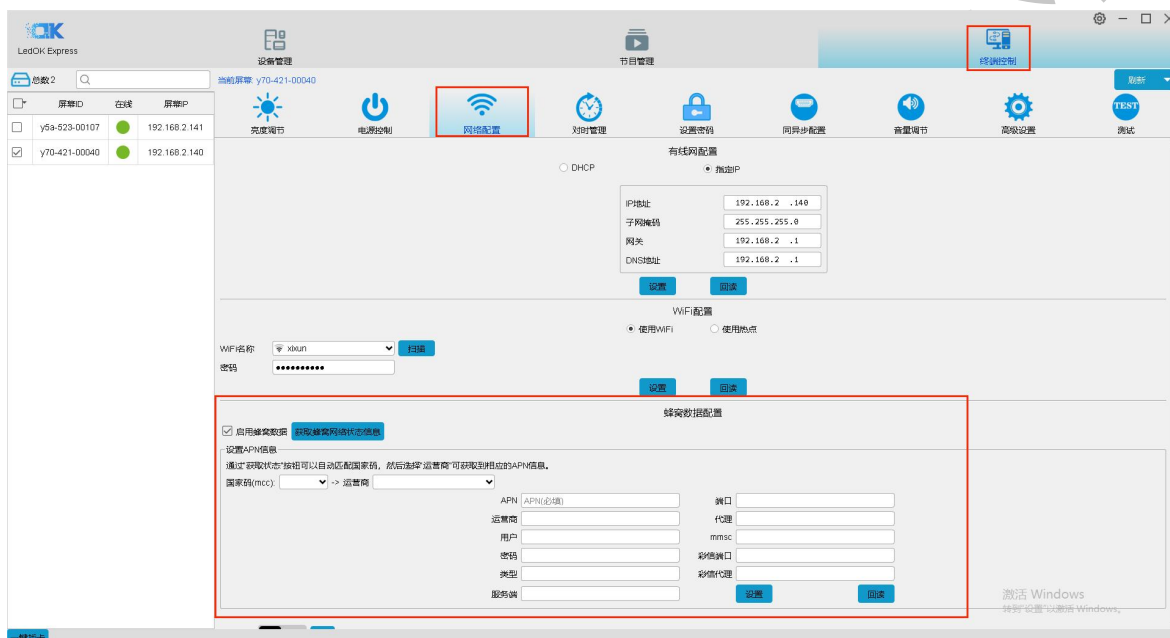 LedOK Express
设备管理
节目管理
终端控制
总数2
当前屏幕: y70-421-00040
刷新
屏幕ID 在线 屏幕IP
y5a-523-00107 192.168.2.141
y70-421-00040 192.168.2.140
亮度调节 电源控制 网络配置 对时管理 设置密码 同异步配置 音量调节 高级设置 测试
TEST
有线网配置
DHCP 指定IP
IP地址 192.168.2 .140
子网掩码 255.255.255.0
网关 192.168.2 .1
DNS地址 192.168.2 .1
设置 回读
WiFi配置
使用WiFi 使用热点
WiFi名称 xixun 扫描
密码 ●●●●●●●●●●
设置 回读
蜂窝数据配置
启用蜂窝数据 获取蜂窝网络状态信息
设置APN信息
通过"获取状态"按钮可以自动匹配国家码，然后选择"运营商"可获取到相应的APN信息。
国家码(mcc): -> 运营商
APN APN(必填) 端口
运营商 代理
用户 mmsc
密码 彩信端口
类型 彩信代理
服务端 设置 回读
激活 Windows
转到"设置"以激活 Windows。